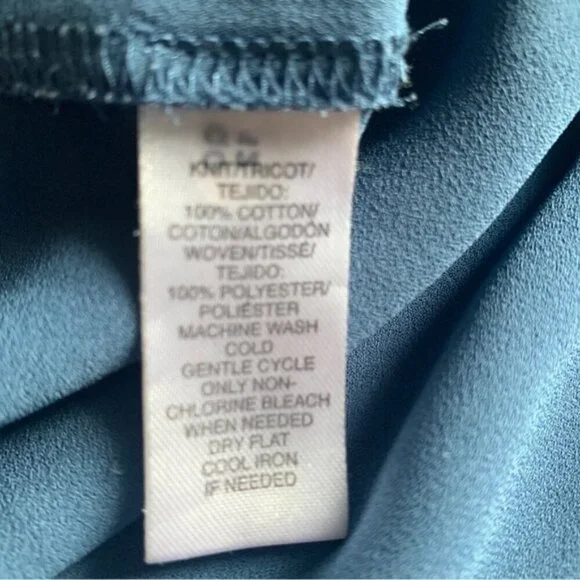 KNIT/TRICOT/
TEJIDO:
100% COTTON/
COTON/ALGODÓN
WOVEN/TISSÉ/
TEJIDO:
100% POLYESTER/
POLIÉSTER
MACHINE WASH
COLD
GENTLE CYCLE
ONLY NON-
CHLORINE BLEACH
WHEN NEEDED
DRY FLAT
COOL IRON
IF NEEDED